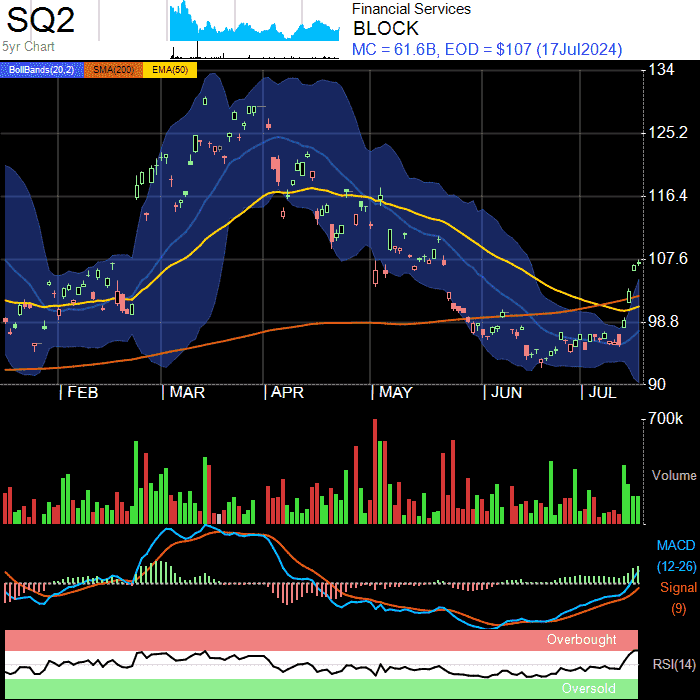 SQ2
5yr Chart
Financial Services
BLOCK
MC = 61.6B, EOD = $107 (17Jul2024)
BollBands(20,2) SMA(200) EMA(50)
134
125.2
116.4
107.6
98.8
90
FEB MAR APR MAY JUN JUL
700k
Volume
MACD
(12-26)
Signal
(9)
Overbought
RSI(14)
Oversold